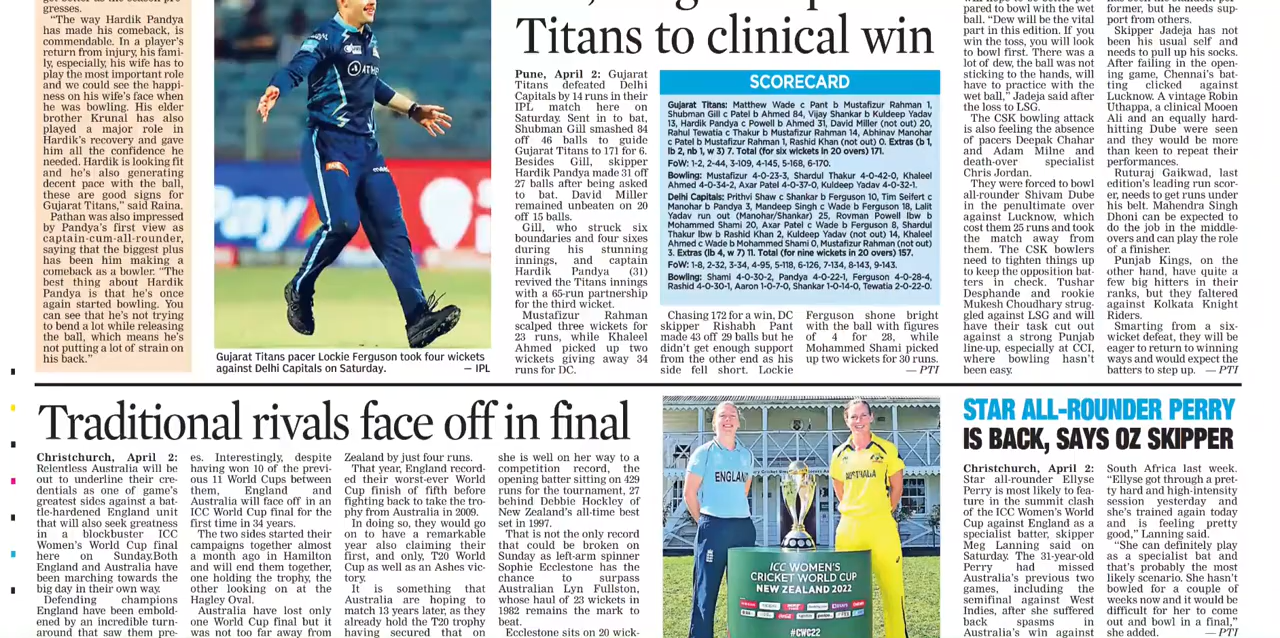 gresses.
"The way Hardik Pandya
has made his comeback, is
commendable. In a player's
return from injury, his fami-
ly, especially, his wife has to
play the most important role
and we could see the happi-
ness on his wife's face when
he was bowling. His elder
brother Krunal has also
played a major role in
Hardik's recovery and gave
him all the confidence he
needed. Hardik is looking fit
and he's also generating
decent pace with the ball,
these are good signs for
Gujarat Titans," said Raina.
Pathan was also impressed
by Pandya's first view as
captain-cum-all-rounder,
saying that the biggest plus
has been him making a
comeback as a bowler. "The
best thing about Hardik
Pandya is that he's once
again started bowling. You
can see that he's not trying
to bend a lot while releasing
the ball, which means he's
not putting a lot of strain on
his back."
Gujarat Titans pacer Lockie Ferguson took four wickets
against Delhi Capitals on Saturday. — IPL
Titans to clinical win
Pune, April 2: Gujarat
Titans defeated Delhi
Capitals by 14 runs in their
IPL match here on
Saturday. Sent in to bat,
Shubman Gill smashed 84
off 46 balls to guide
Gujarat Titans to 171 for 6.
Besides Gill, skipper
Hardik Pandya made 31 off
27 balls after being asked
to bat. David Miller
remained unbeaten on 20
off 15 balls.
Gill, who struck six
boundaries and four sixes
during his stunning
innings, and captain
Hardik Pandya (31)
revived the Titans innings
with a 65-run partnership
for the third wicket.
Mustafizur Rahman
scalped three wickets for
23 runs, while Khaleel
Ahmed picked up two
wickets giving away 34
runs for DC.
SCORECARD
Gujarat Titans: Matthew Wade c Pant b Mustafizur Rahman 1,
Shubman Gill c Patel b Ahmed 84, Vijay Shankar b Kuldeep Yadav
13, Hardik Pandya c Powell b Ahmed 31, David Miller (not out) 20,
Rahul Tewatia c Thakur b Mustafizur Rahman 14, Abhinav Manohar
c Patel b Mustafizur Rahman 1, Rashid Khan (not out) 0. Extras (b 1,
lb 2, nb 1, w 3) 7. Total (for six wickets in 20 overs) 171.
FoW: 1-2, 2-44, 3-109, 4-145, 5-168, 6-170.
Bowling: Mustafizur 4-0-23-3, Shardul Thakur 4-0-42-0, Khaleel
Ahmed 4-0-34-2, Axar Patel 4-0-37-0, Kuldeep Yadav 4-0-32-1.
Delhi Capitals: Prithvi Shaw c Shankar b Ferguson 10, Tim Seifert c
Manohar b Pandya 3, Mandeep Singh c Wade b Ferguson 18, Lalit
Yadav run out (Manohar/Shankar) 25, Rovman Powell lbw b
Mohammed Shami 20, Axar Patel c Wade b Ferguson 8, Shardul
Thakur lbw b Rashid Khan 2, Kuldeep Yadav (not out) 14, Khaleel
Ahmed c Wade b Mohammed Shami 0, Mustafizur Rahman (not out)
3. Extras (lb 4, w 7) 11. Total (for nine wickets in 20 overs) 157.
FoW: 1-8, 2-32, 3-34, 4-95, 5-118, 6-126, 7-134, 8-143, 9-143.
Bowling: Shami 4-0-30-2, Pandya 4-0-22-1, Ferguson 4-0-28-4,
Rashid 4-0-30-1, Aaron 1-0-7-0, Shankar 1-0-14-0, Tewatia 2-0-22-0.
Chasing 172 for a win, DC
skipper Rishabh Pant
made 43 off 29 balls but he
didn't get enough support
from the other end as his
side fell short. Lockie
Ferguson shone bright
with the ball with figures
of 4 for 28, while
Mohammed Shami picked
up two wickets for 30 runs.
— PTI
pared to bowl with the wet
ball. "Dew will be the vital
part in this edition. If you
win the toss, you will look
to bowl first. There was a
lot of dew, the ball was not
sticking to the hands, will
have to practice with the
wet ball," Jadeja said after
the loss to LSG.
The CSK bowling attack
is also feeling the absence
of pacers Deepak Chahar
and Adam Milne and
death-over specialist
Chris Jordan.
They were forced to bowl
all-rounder Shivam Dube
in the penultimate over
against Lucknow, which
cost them 25 runs and took
the match away from
them. The CSK bowlers
need to tighten things up
to keep the opposition bat-
ters in check. Tushar
Desphande and rookie
Mukesh Choudhary strug-
gled against LSG and will
have their task cut out
against a strong Punjab
line-up, especially at CCI,
where bowling hasn't
been easy.
former, but he needs sup-
port from others.
Skipper Jadeja has not
been his usual self and
needs to pull up his socks.
After failing in the open-
ing game, Chennai's bat-
ting clicked against
Lucknow. A vintage Robin
Uthappa, a clinical Mooen
Ali and an equally hard-
hitting Dube were seen
and they would be more
than keen to repeat their
performances.
Ruturaj Gaikwad, last
edition's leading run scor-
er, needs to get runs under
his belt. Mahendra Singh
Dhoni can be expected to
do the job in the middle-
overs and can play the role
of a finisher.
Punjab Kings, on the
other hand, have quite a
few big hitters in their
ranks, but they faltered
against Kolkata Knight
Riders.
Smarting from a six-
wicket defeat, they will be
eager to return to winning
ways and would expect the
batters to step up. — PTI
Traditional rivals face off in final
Christchurch, April 2:
Relentless Australia will be
out to underline their cre-
dentials as one of game's
greatest sides against a bat-
tle-hardened England unit
that will also seek greatness
in a blockbuster ICC
Women's World Cup final
here on Sunday.Both
England and Australia have
been marching towards the
big day in their own way.
Defending champions
England have been embold-
ened by an incredible turn-
around that saw them pre-
es. Interestingly, despite
having won 10 of the previ-
ous 11 World Cups between
them, England and
Australia will face off in an
ICC World Cup final for the
first time in 34 years.
The two sides started their
campaigns together almost
a month ago in Hamilton
and will end them together,
one holding the trophy, the
other looking on at the
Hagley Oval.
Australia have lost only
one World Cup final but it
was not too far away from
Zealand by just four runs.
That year, England record-
ed their worst-ever World
Cup finish of fifth before
fighting back to take the tro-
phy from Australia in 2009.
In doing so, they would go
on to have a remarkable
year also claiming their
first, and only, T20 World
Cup as well as an Ashes vic-
tory.
It is something that
Australia are hoping to
match 13 years later, as they
already hold the T20 trophy
having secured that on
she is well on her way to a
competition record, the
opening batter sitting on 429
runs for the tournament, 27
behind Debbie Hockley of
New Zealand's all-time best
set in 1997.
That is not the only record
that could be broken on
Sunday as left-arm spinner
Sophie Ecclestone has the
chance to surpass
Australian Lyn Fullston,
whose haul of 23 wickets in
1982 remains the mark to
beat.
Ecclestone sits on 20 wick-
ENGLAND
AUSTRALIA
ICC WOMEN'S
CRICKET WORLD CUP
NEW ZEALAND 2022
#CWC22
STAR ALL-ROUNDER PERRY
IS BACK, SAYS OZ SKIPPER
Christchurch, April 2:
Star all-rounder Ellyse
Perry is most likely to fea-
ture in the summit clash
of the ICC Women's World
Cup against England as a
specialist batter, skipper
Meg Lanning said on
Saturday. The 31-year-old
Perry had missed
Australia's previous two
games, including the
semifinal against West
Indies, after she suffered
back spasms in
Australia's win against
South Africa last week.
"Ellyse got through a pret-
ty hard and high-intensity
session yesterday and
she's trained again today
and is feeling pretty
good," Lanning said.
"She can definitely play
as a specialist bat and
that's probably the most
likely scenario. She hasn't
bowled for a couple of
weeks now and it would be
difficult for her to come
out and bowl in a final,"
she added. — PTI